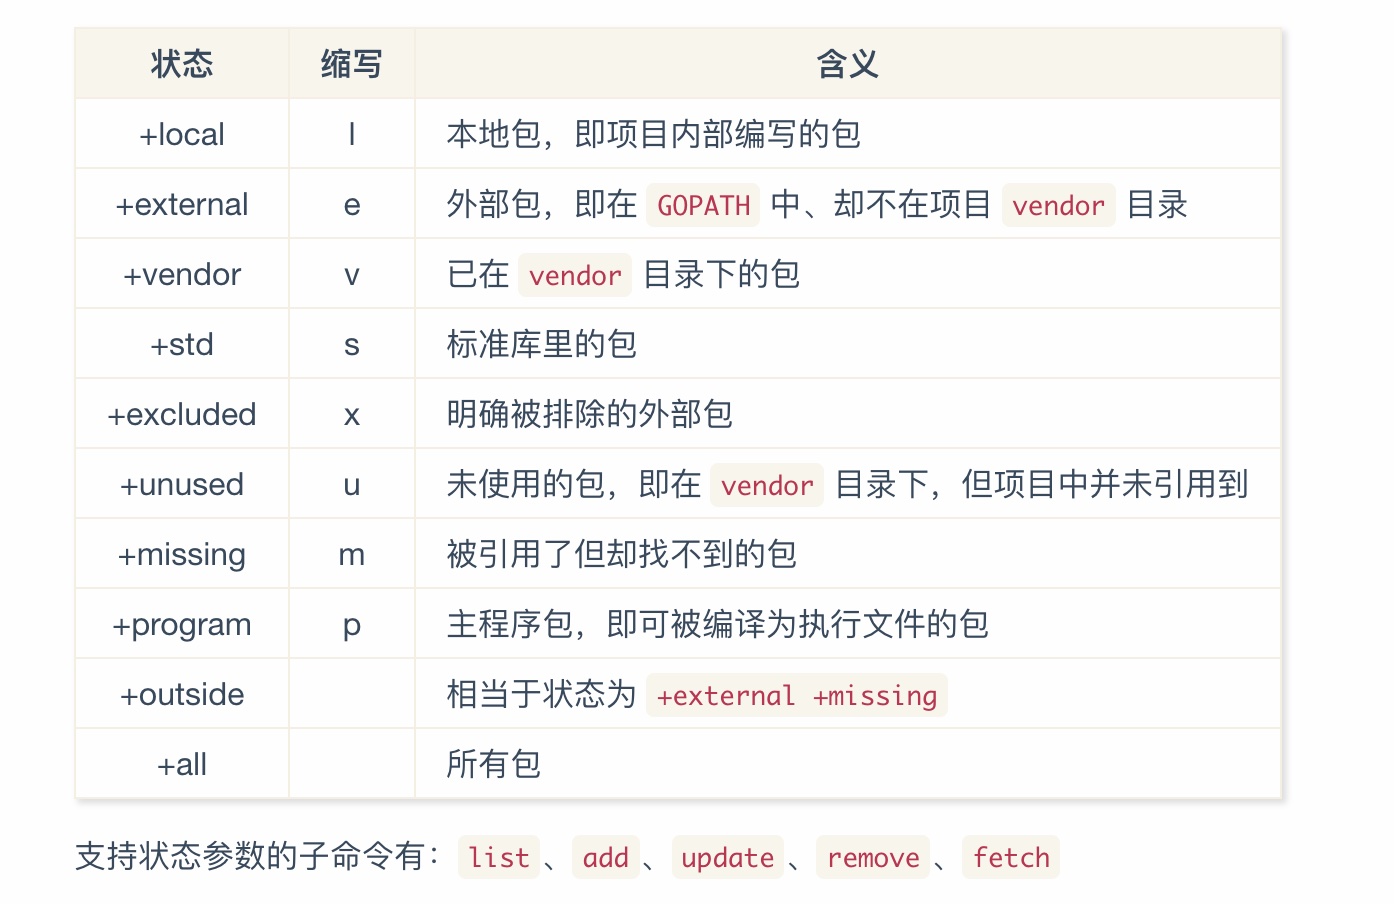 状态 缩写 含义
+local l 本地包，即项目内部编写的包
+external e 外部包，即在 GOPATH 中、却不在项目 vendor 目录
+vendor v 已在 vendor 目录下的包
+std s 标准库里的包
+excluded x 明确被排除的外部包
+unused u 未使用的包，即在 vendor 目录下，但项目中并未引用到
+missing m 被引用了但却找不到的包
+program p 主程序包，即可被编译为执行文件的包
+outside 相当于状态为 +external +missing
+all 所有包
支持状态参数的子命令有：list、add、update、remove、fetch